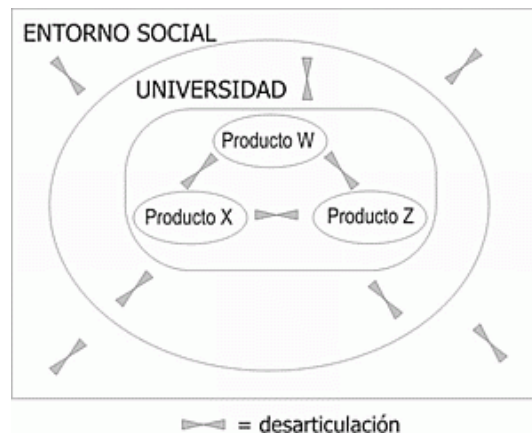 ENTORNO SOCIAL
UNIVERSIDAD
Producto W
Producto X
Producto Z
= desarticulación